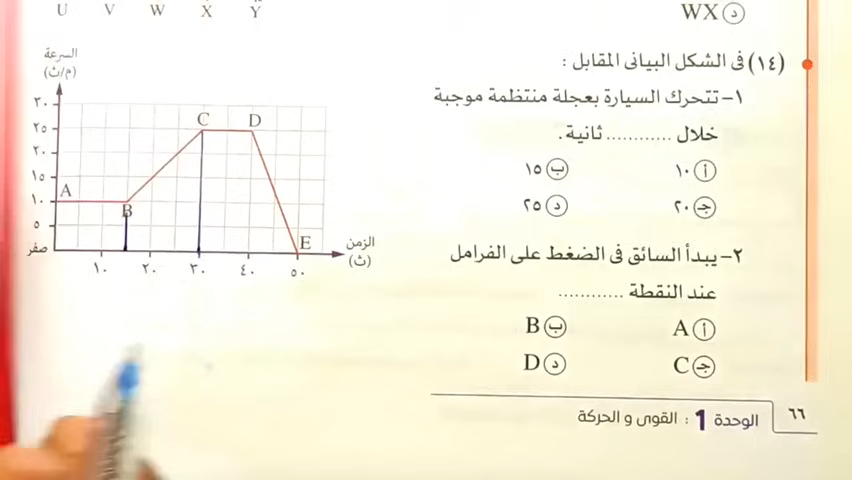 WX د
(١٤) فى الشكل البيانى المقابل :
١- تتحرك السيارة بعجلة منتظمة موجبة
خلال ............ ثانية.
أ ١٠
ب ١٥
ج ٢٠
د ٢٥
٢- يبدأ السائق فى الضغط على الفرامل
عند النقطة ............
أ A
ب B
ج C
د D
U V W X Y
السرعة
(م/ث)
٣٠
٢٥
٢٠
١٥
١٠
٥
صفر
A
B
C
D
E
الزمن
(ث)
١٠ ٢٠ ٣٠ ٤٠ ٥٠
٦٦ الوحدة 1 : القوى و الحركة